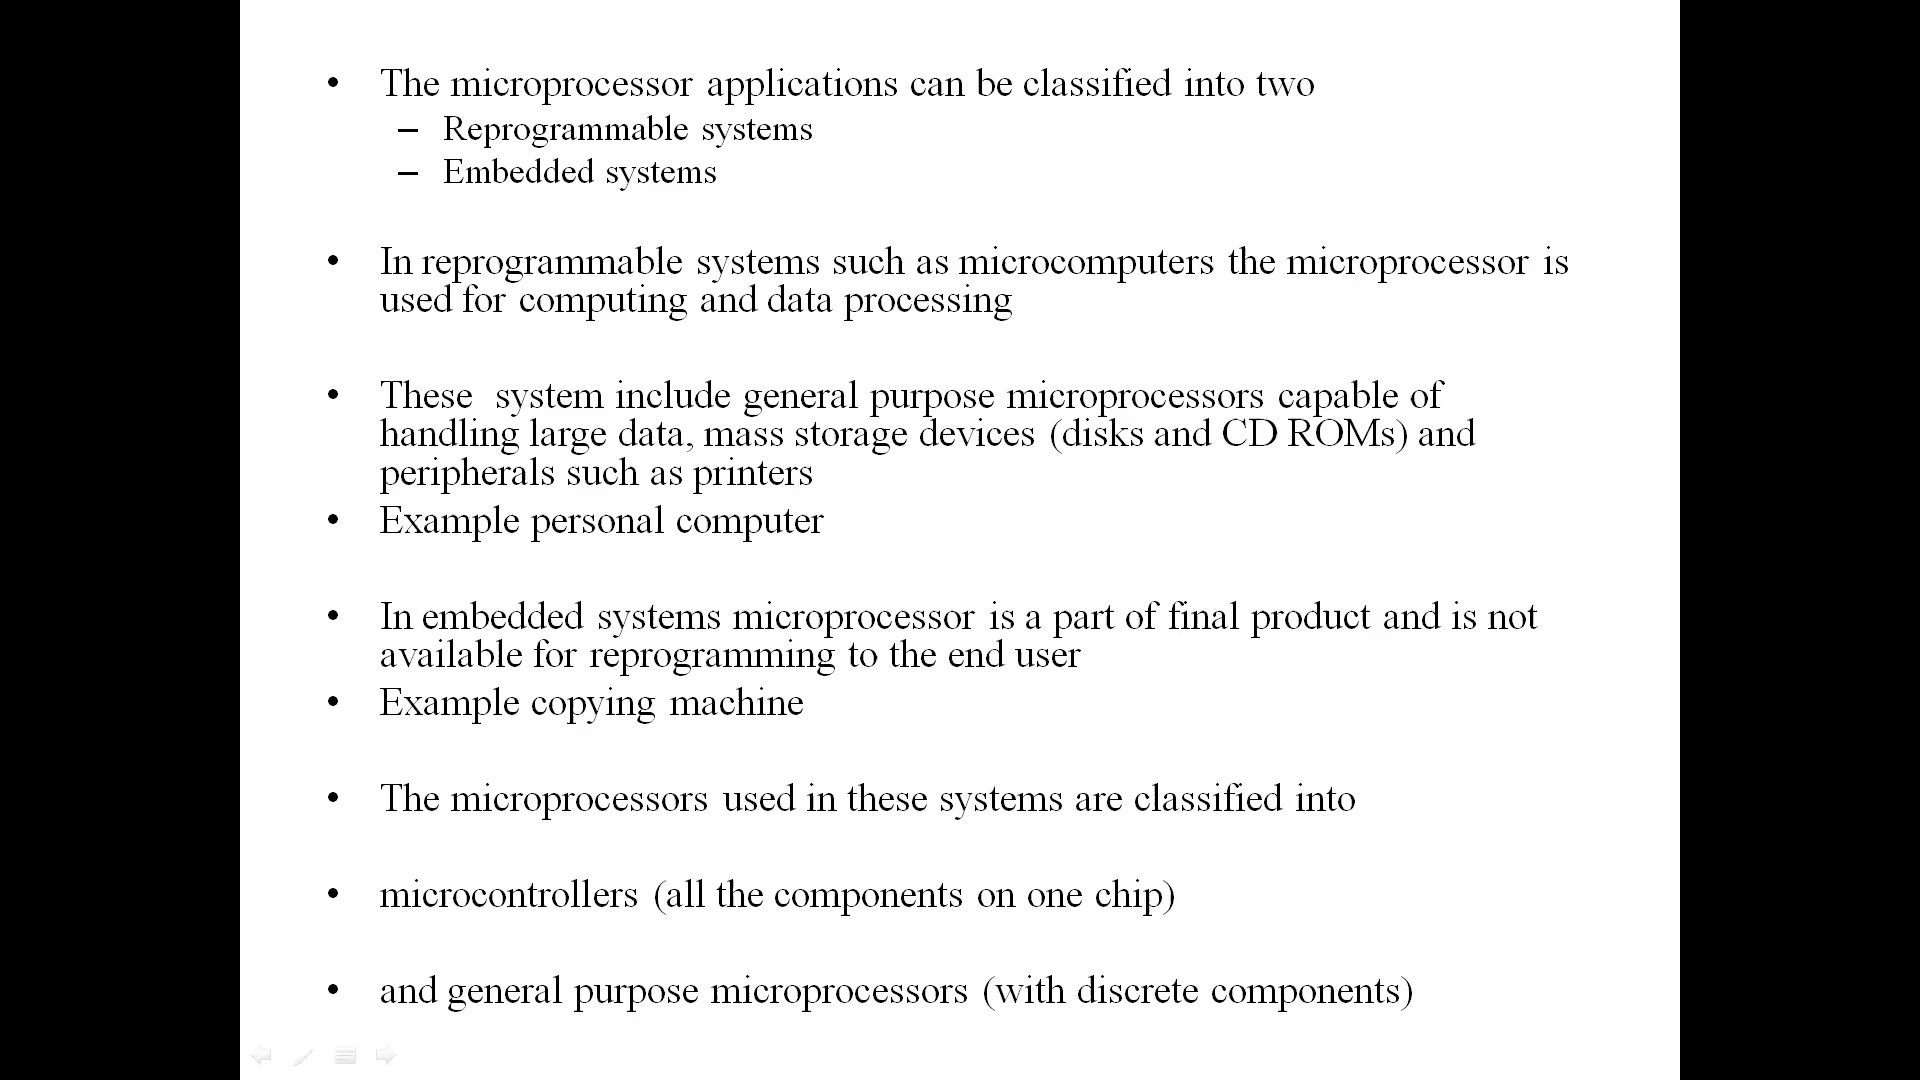 • The microprocessor applications can be classified into two
– Reprogrammable systems
– Embedded systems
• In reprogrammable systems such as microcomputers the microprocessor is
used for computing and data processing
• These  system include general purpose microprocessors capable of
handling large data, mass storage devices (disks and CD ROMs) and
peripherals such as printers
• Example personal computer
• In embedded systems microprocessor is a part of final product and is not
available for reprogramming to the end user
• Example copying machine
• The microprocessors used in these systems are classified into
• microcontrollers (all the components on one chip)
• and general purpose microprocessors (with discrete components)